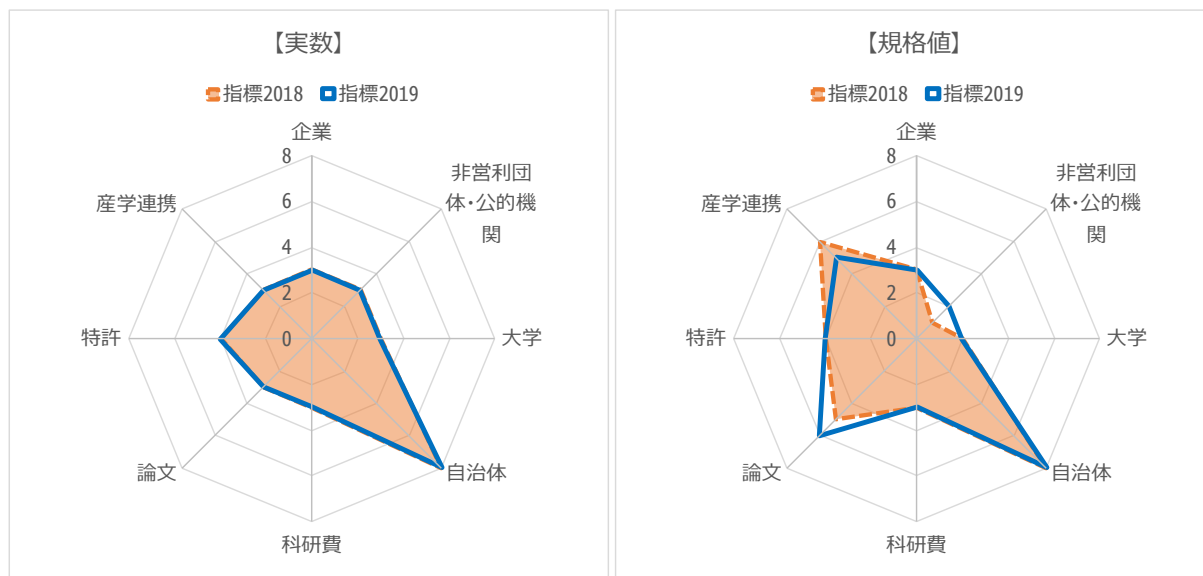 【実数】
指標2018 指標2019
企業
非営利団
体・公的機
関
大学
自治体
科研費
論文
特許
産学連携
8
6
4
2
0
【規格値】
指標2018 指標2019
企業
非営利団
体・公的機
関
大学
自治体
科研費
論文
特許
産学連携
8
6
4
2
0